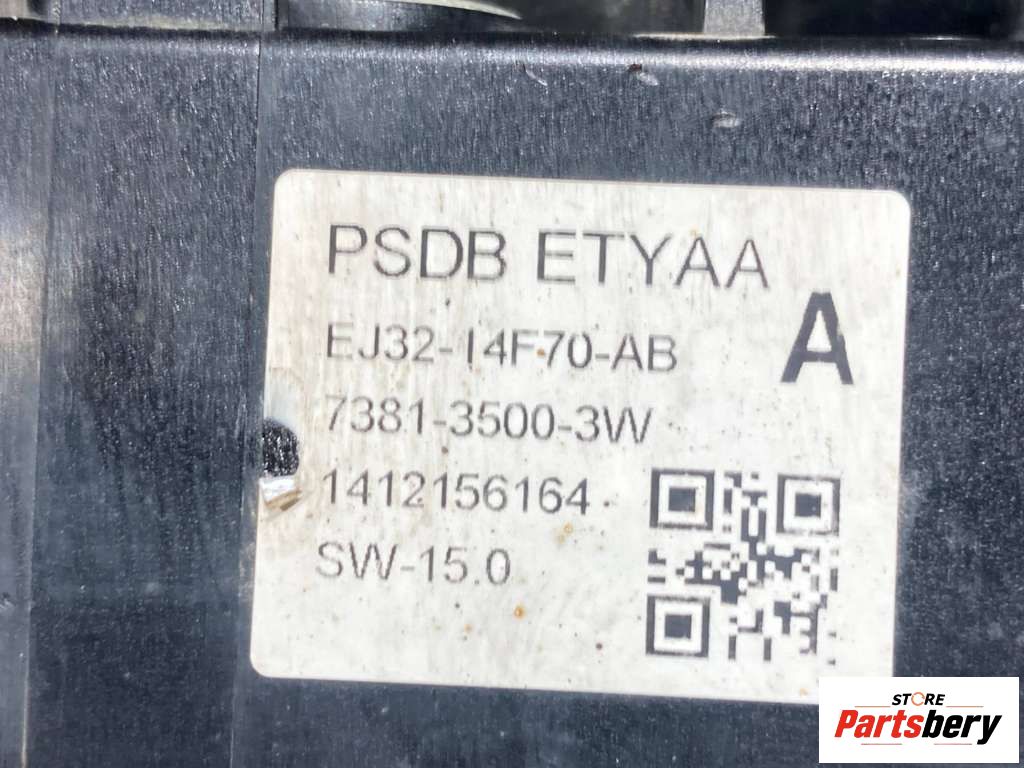 PSDB ETYAA
A
EJ32-14F70-AB
7381-3500-3W
1412156164
SW-15.0
STORE
Partsbery